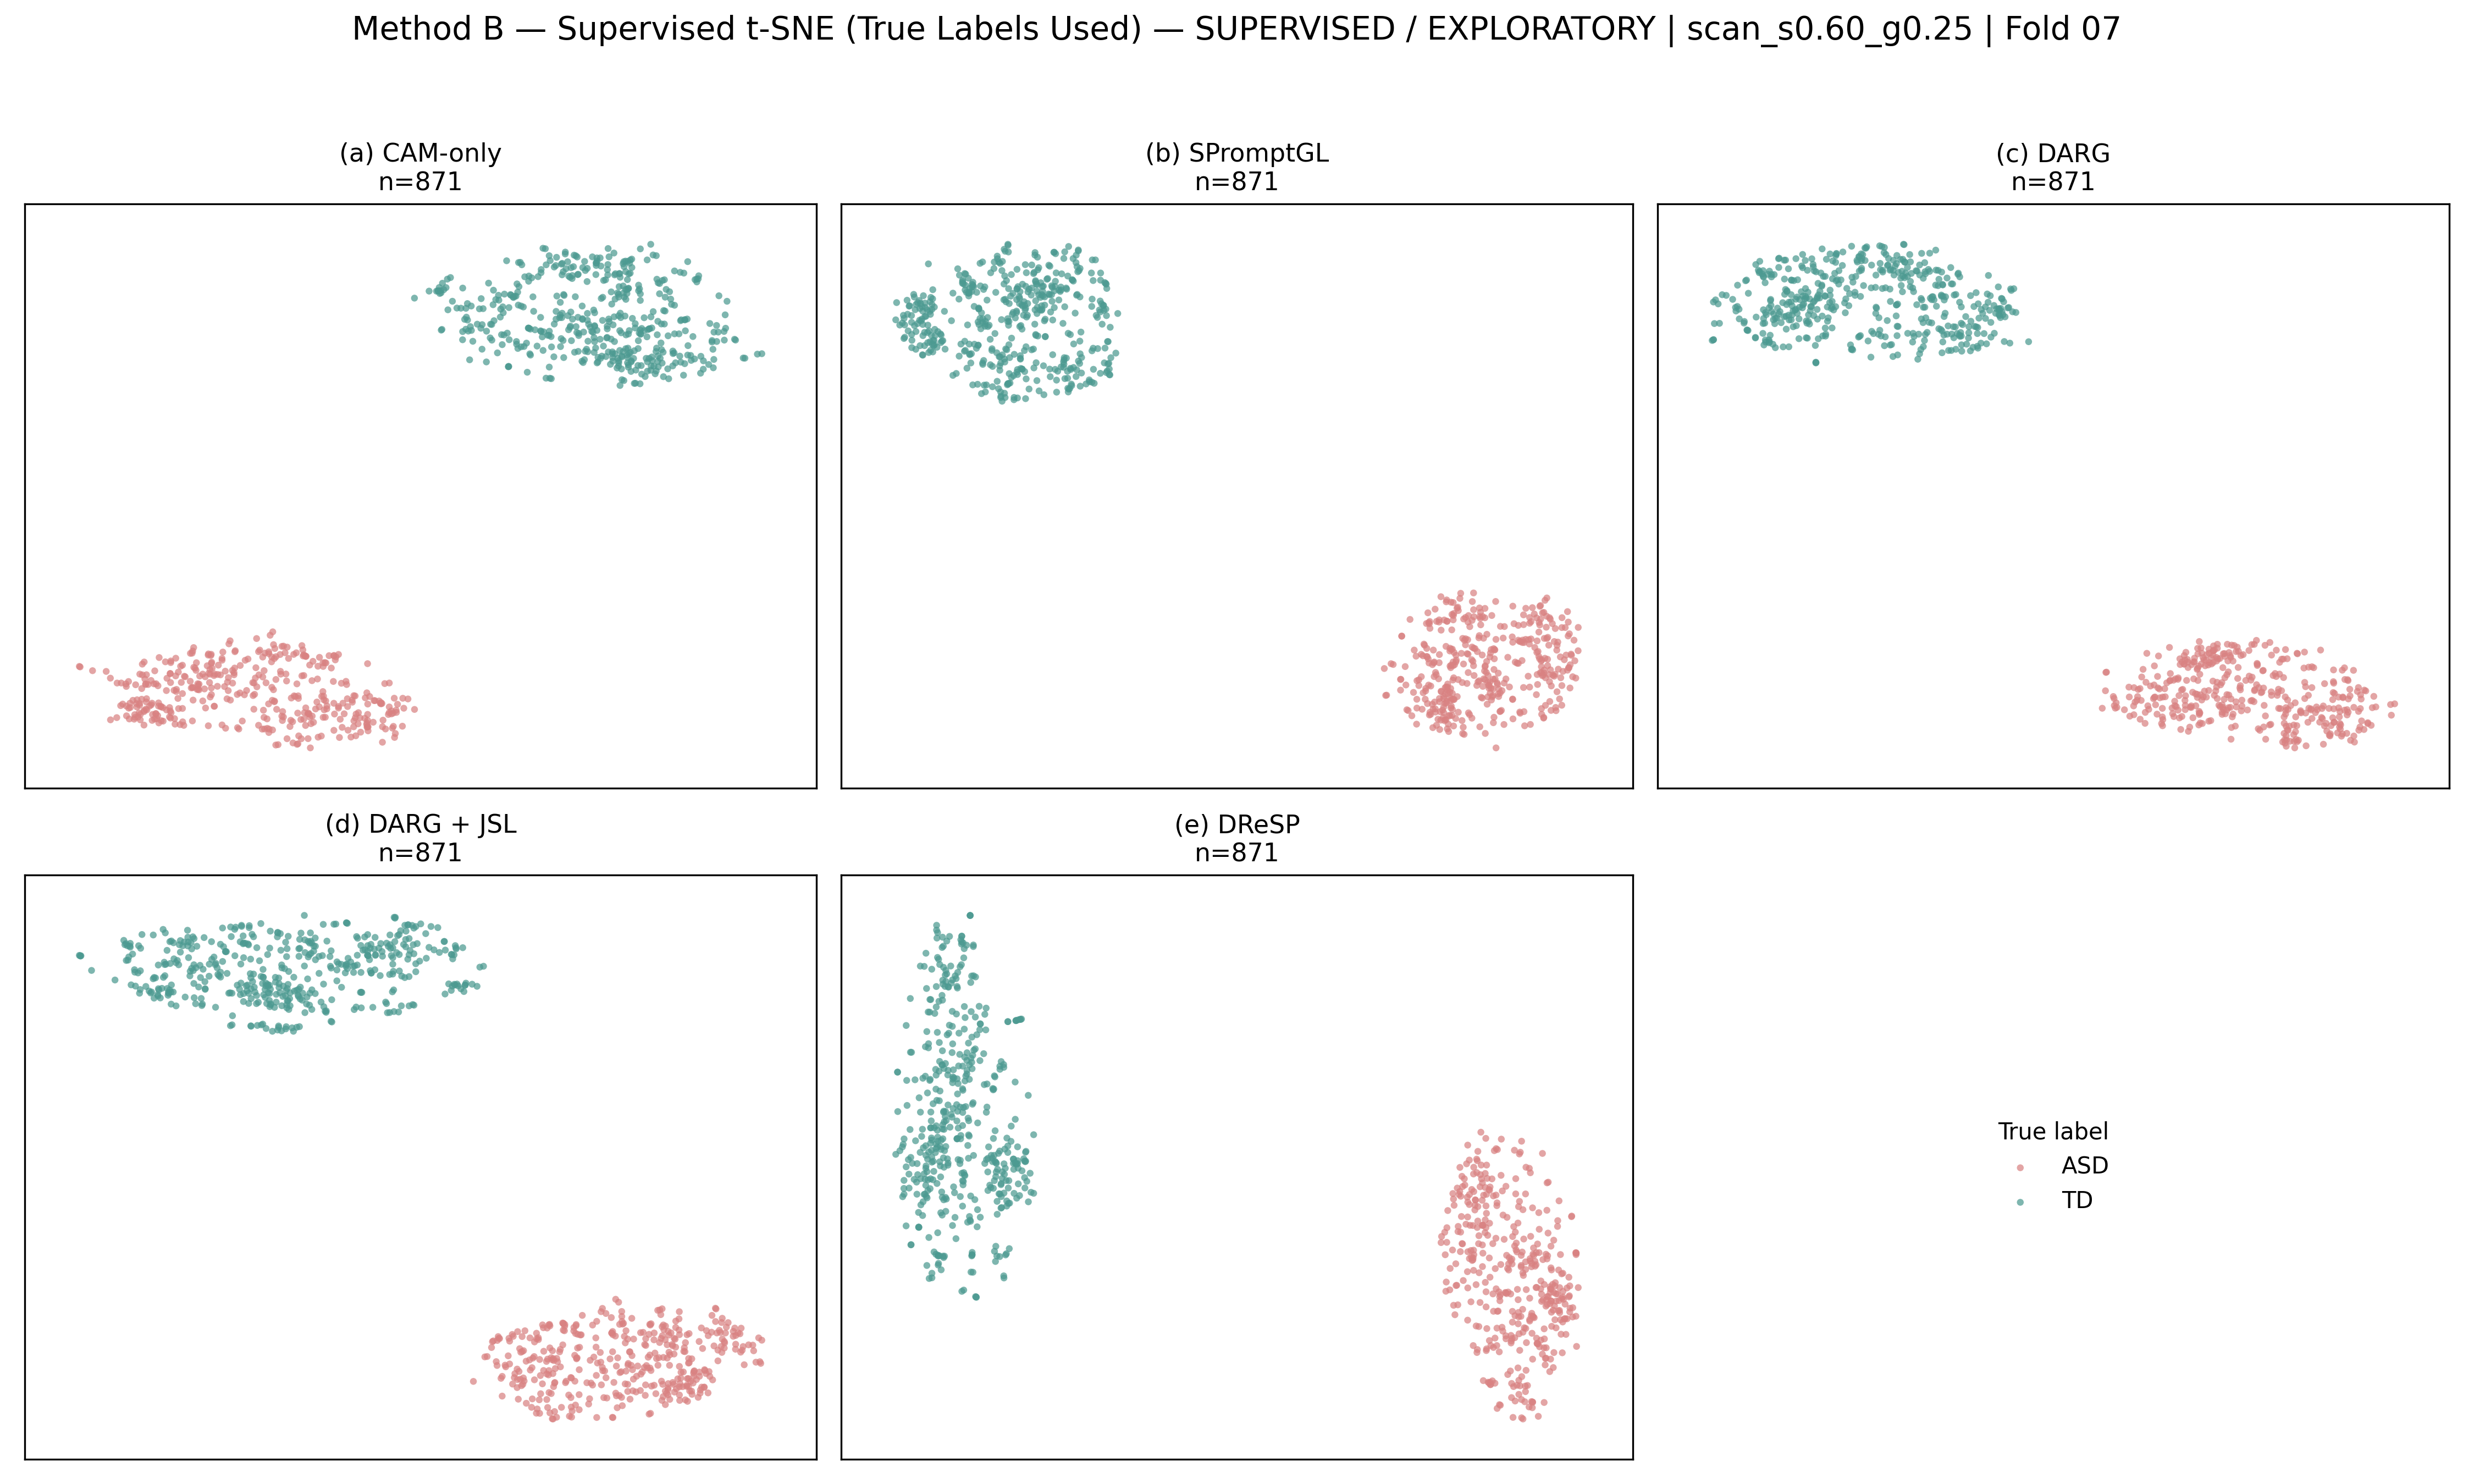 Method B — Supervised t-SNE (True Labels Used) — SUPERVISED / EXPLORATORY | scan_s0.60_g0.25 | Fold 07
(a) CAM-only
n=871
(b) SPromptGL
n=871
(c) DARG
n=871
(d) DARG + JSL
n=871
(e) DReSP
n=871
True label
ASD
TD